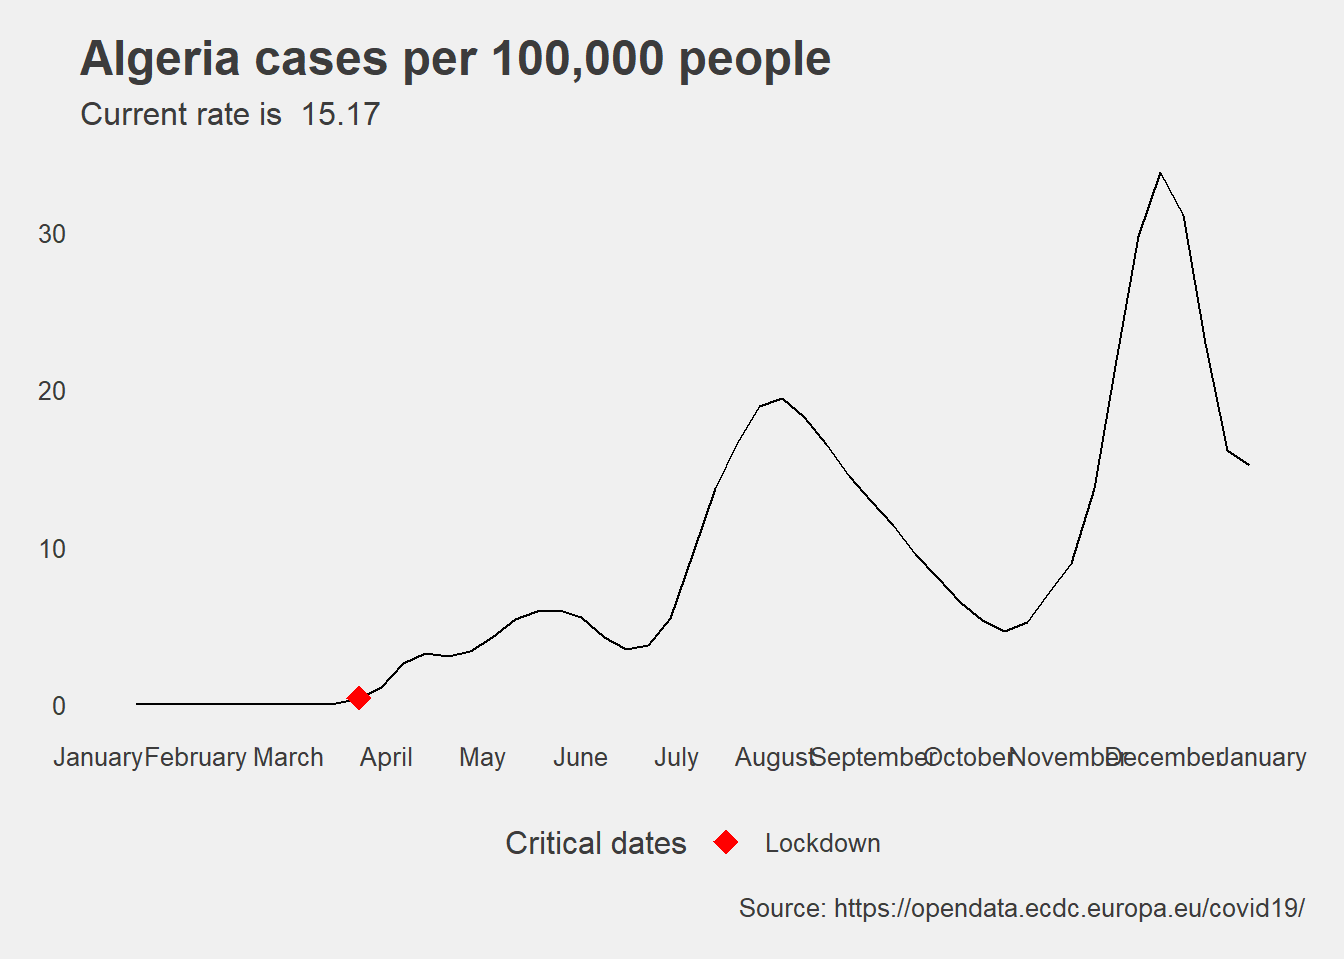 Algeria cases per 100,000 people
Current rate is  15.17
30
20
10
0
January February March April May June July August September October November December January
Critical dates Lockdown
Source: https://opendata.ecdc.europa.eu/covid19/